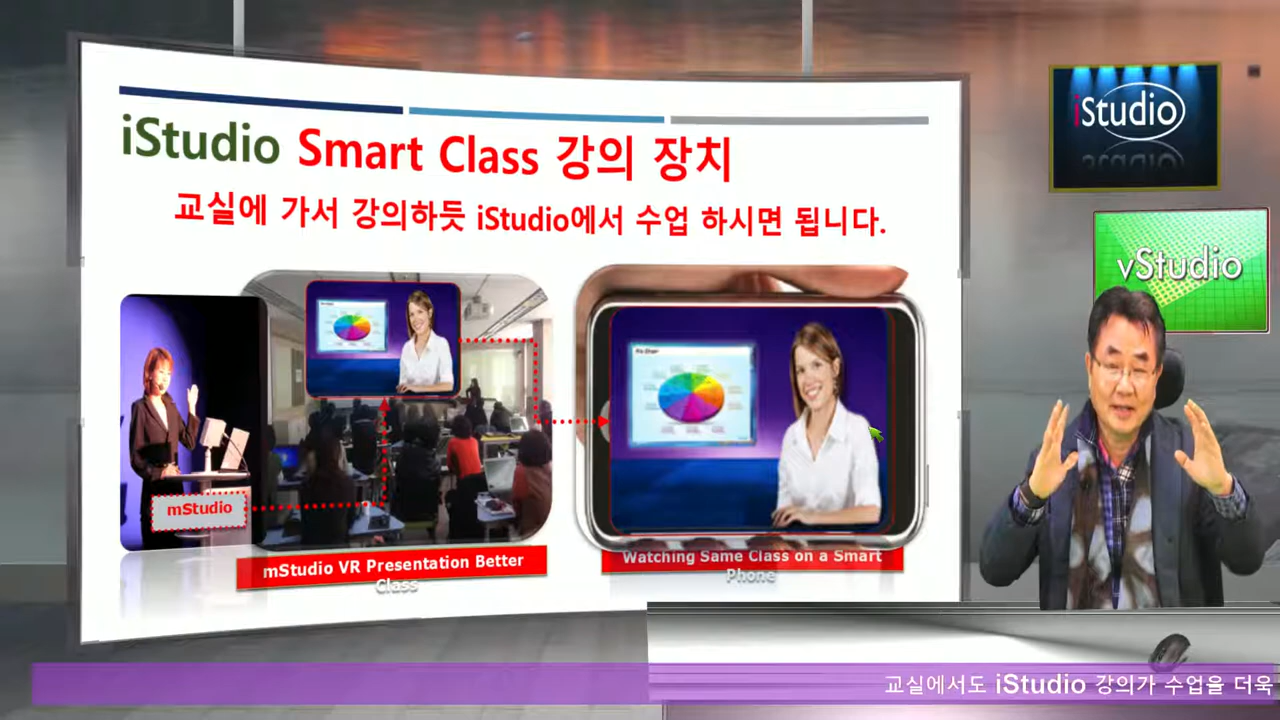 iStudio Smart Class 강의 장치
교실에 가서 강의하듯 iStudio에서 수업 하시면 됩니다.
mStudio
mStudio VR Presentation Better
Class
Watching Same Class on a Smart
Phone
iStudio
vStudio
교실에서도 iStudio 강의가 수업을 더욱